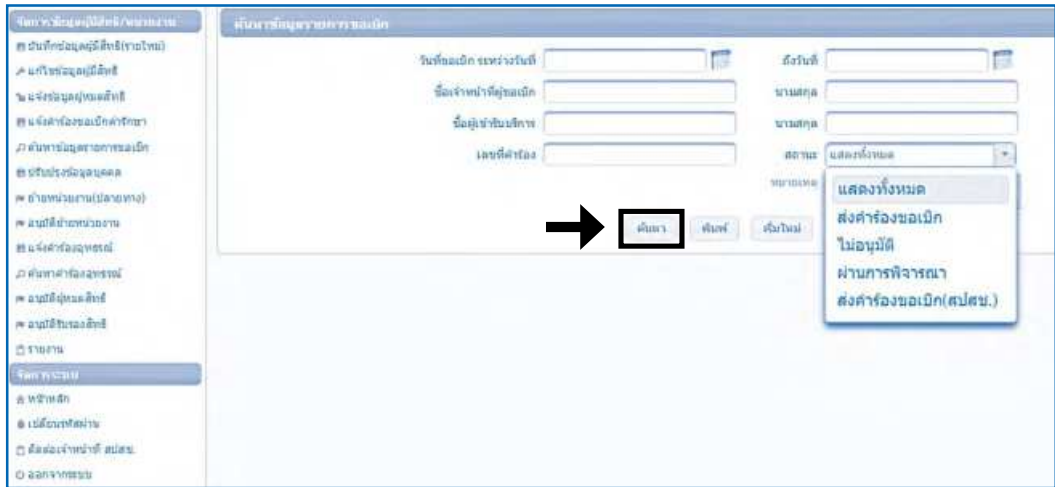 จัดการข้อมูลผู้มีสิทธิ/หน่วยงาน
บันทึกข้อมูลผู้มีสิทธิ(รายใหม่)
แก้ไขข้อมูลผู้มีสิทธิ
แจ้งข้อมูลผู้หมดสิทธิ
แจ้งคำร้องขอเบิกค่ารักษา
ค้นหาข้อมูลรายการขอเบิก
ปรับปรุงข้อมูลบุคคล
ย้ายหน่วยงาน(ปลายทาง)
อนุมัติย้ายหน่วยงาน
แจ้งคำร้องอุทธรณ์
ค้นหาคำร้องอุทธรณ์
อนุมัติผู้หมดสิทธิ
อนุมัติรับรองสิทธิ
รายงาน
จัดการระบบ
หน้าหลัก
เปลี่ยนรหัสผ่าน
ติดต่อเจ้าหน้าที่ สปสช.
ออกจากระบบ
ค้นหาข้อมูลรายการขอเบิก
วันที่ขอเบิก ระหว่างวันที่ ถึงวันที่
ชื่อเจ้าหน้าที่ผู้ขอเบิก นามสกุล
ชื่อผู้เข้ารับบริการ นามสกุล
เลขที่คำร้อง สถานะ แสดงทั้งหมด
หมายเหตุ
แสดงทั้งหมด
ส่งคำร้องขอเบิก
ไม่อนุมัติ
ผ่านการพิจารณา
ส่งคำร้องขอเบิก(สปสช.)
ค้นหา พิมพ์ เริ่มใหม่